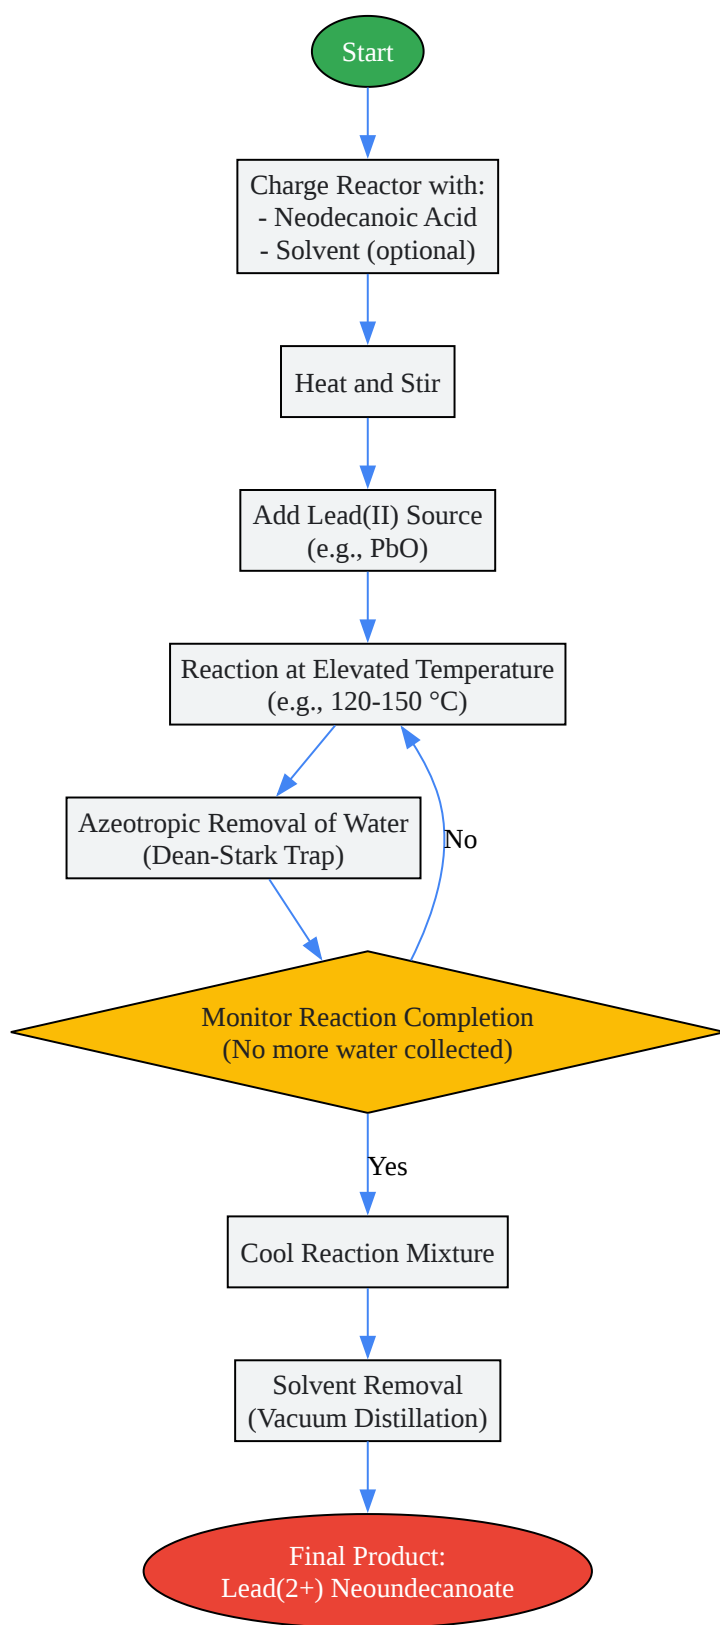 Start
Charge Reactor with:
- Neodecanoic Acid
- Solvent (optional)
Heat and Stir
Add Lead(II) Source
(e.g., PbO)
Reaction at Elevated Temperature
(e.g., 120-150 °C)
Azeotropic Removal of Water
(Dean-Stark Trap)
No
Monitor Reaction Completion
(No more water collected)
Yes
Cool Reaction Mixture
Solvent Removal
(Vacuum Distillation)
Final Product:
Lead(2+) Neoundecanoate